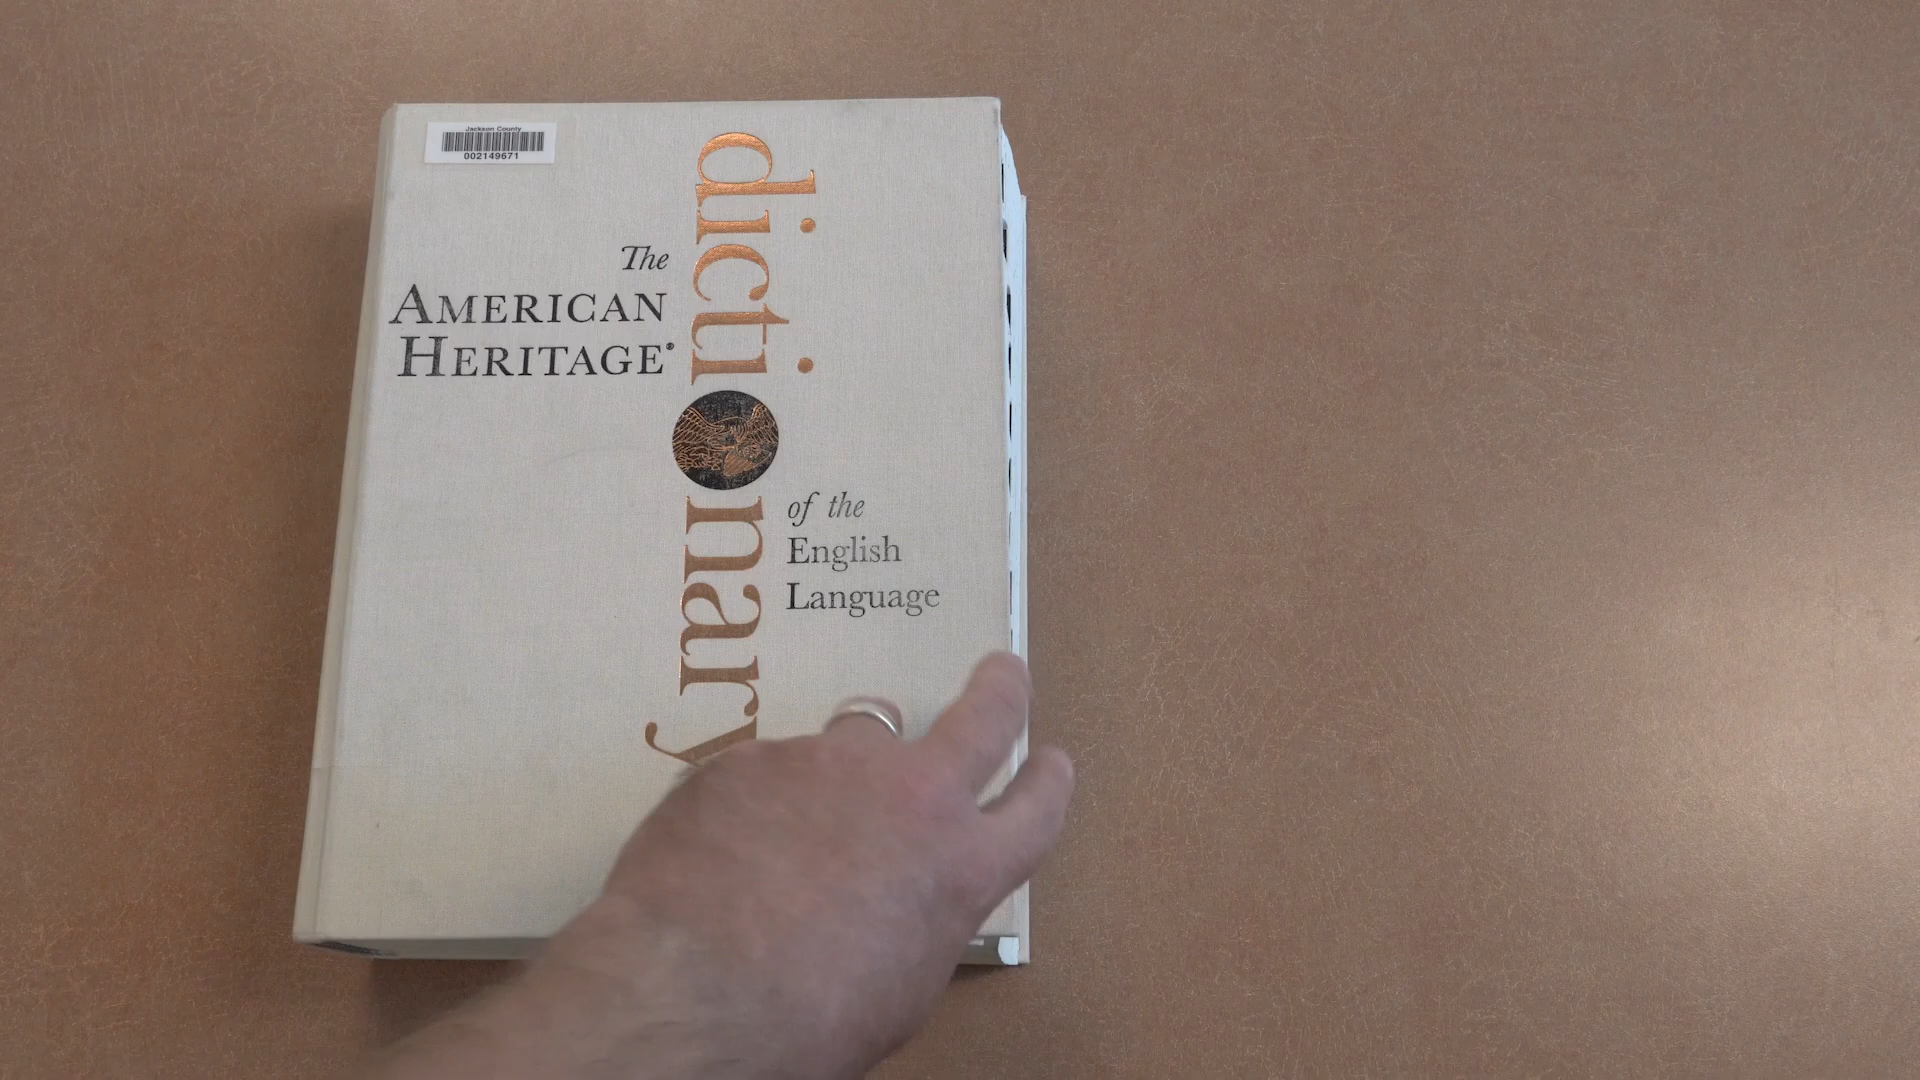 Jackson County
002149671
The
AMERICAN
HERITAGE®
dictionary
of the
English
Language